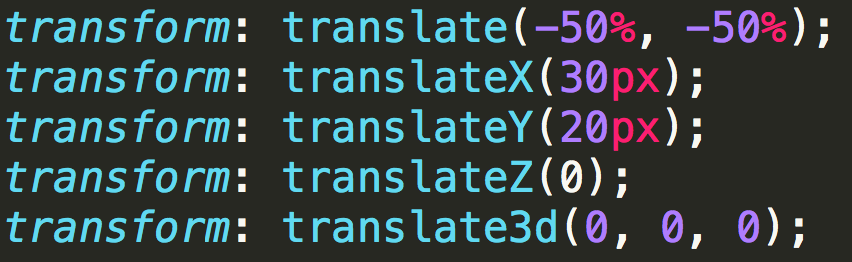 transform: translate(-50%, -50%);
transform: translateX(30px);
transform: translateY(20px);
transform: translateZ(0);
transform: translate3d(0, 0, 0);